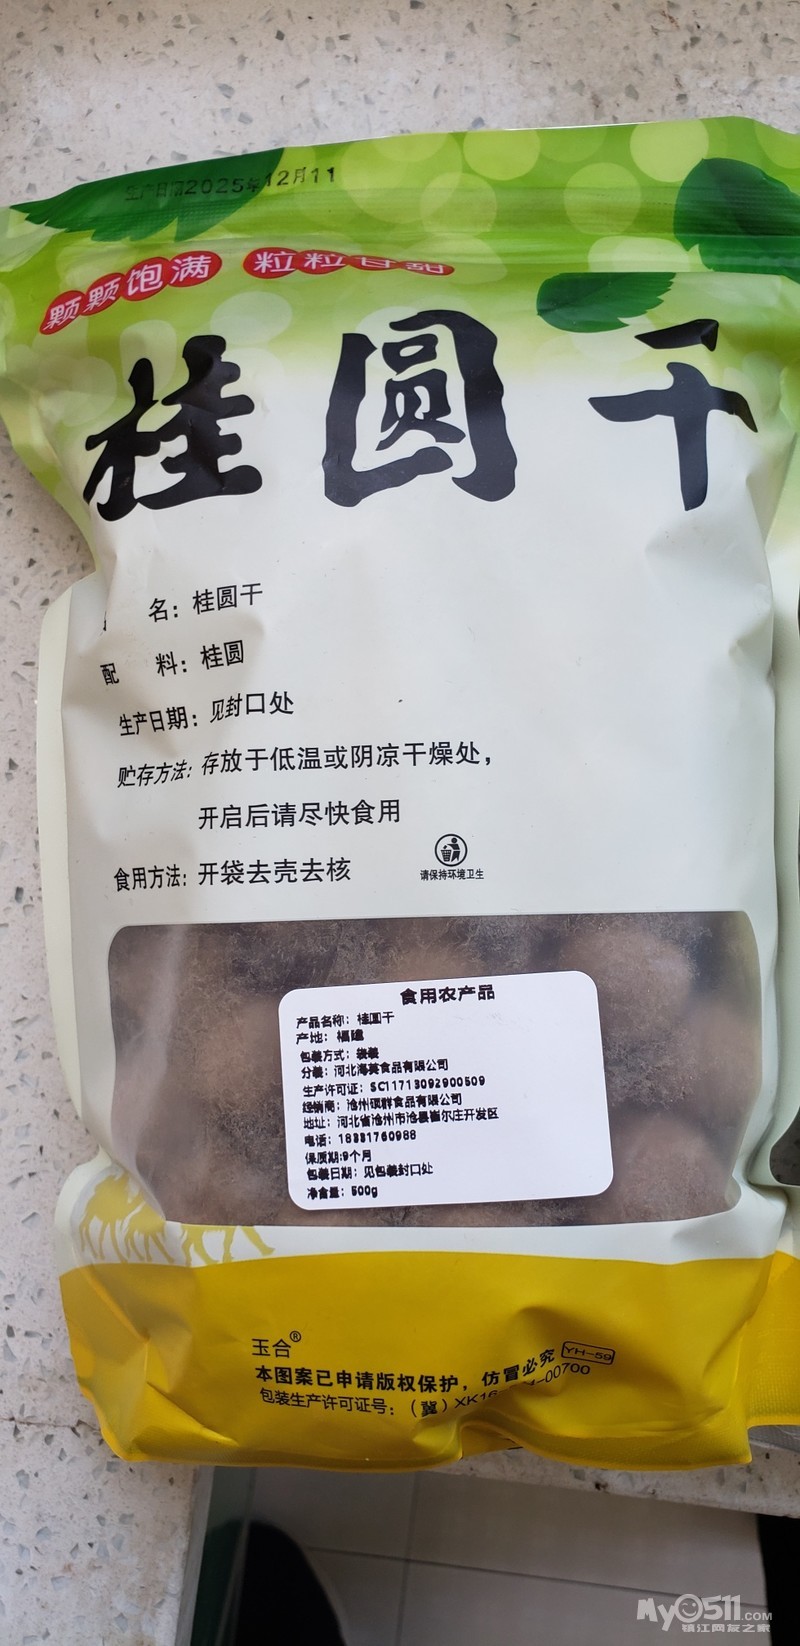 生产日期2025年12月11
颗颗饱满 粒粒甘甜
桂圆干
名：桂圆干
配 料：桂圆
生产日期：见封口处
贮存方法：存放于低温或阴凉干燥处，
开启后请尽快食用
食用方法：开袋去壳去核
请保持环境卫生
食用农产品
产品名称：桂圆干
产地：福建
包装方式：袋装
分装：河北海葵食品有限公司
生产许可证：SC11713092900509
经销商：沧州硕群食品有限公司
地址：河北省沧州市沧县崔尔庄开发区
电话：18331760988
保质期:9个月
包装日期：见包装封口处
净含量：500g
玉合®
本图案已申请版权保护，仿冒必究 YH-59
包装生产许可证号：（冀）XK16 -00700
My0511.COM
镇江网友之家